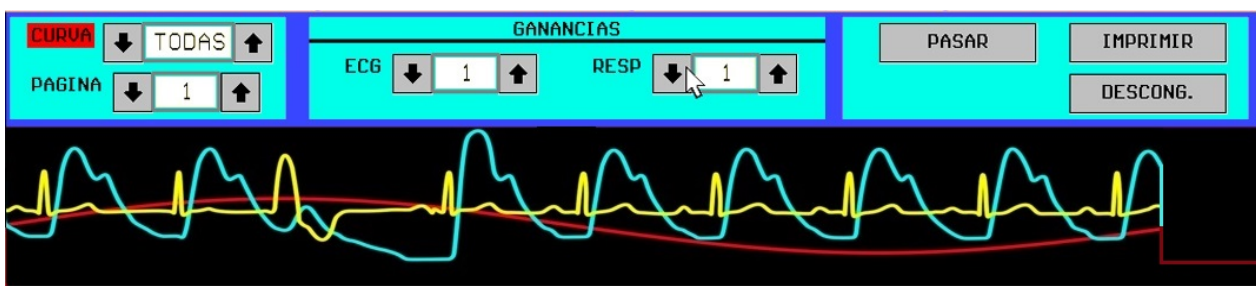 CURVA TODAS
PAGINA 1
GANANCIAS
ECG 1 RESP 1
PASAR IMPRIMIR
DESCONG.